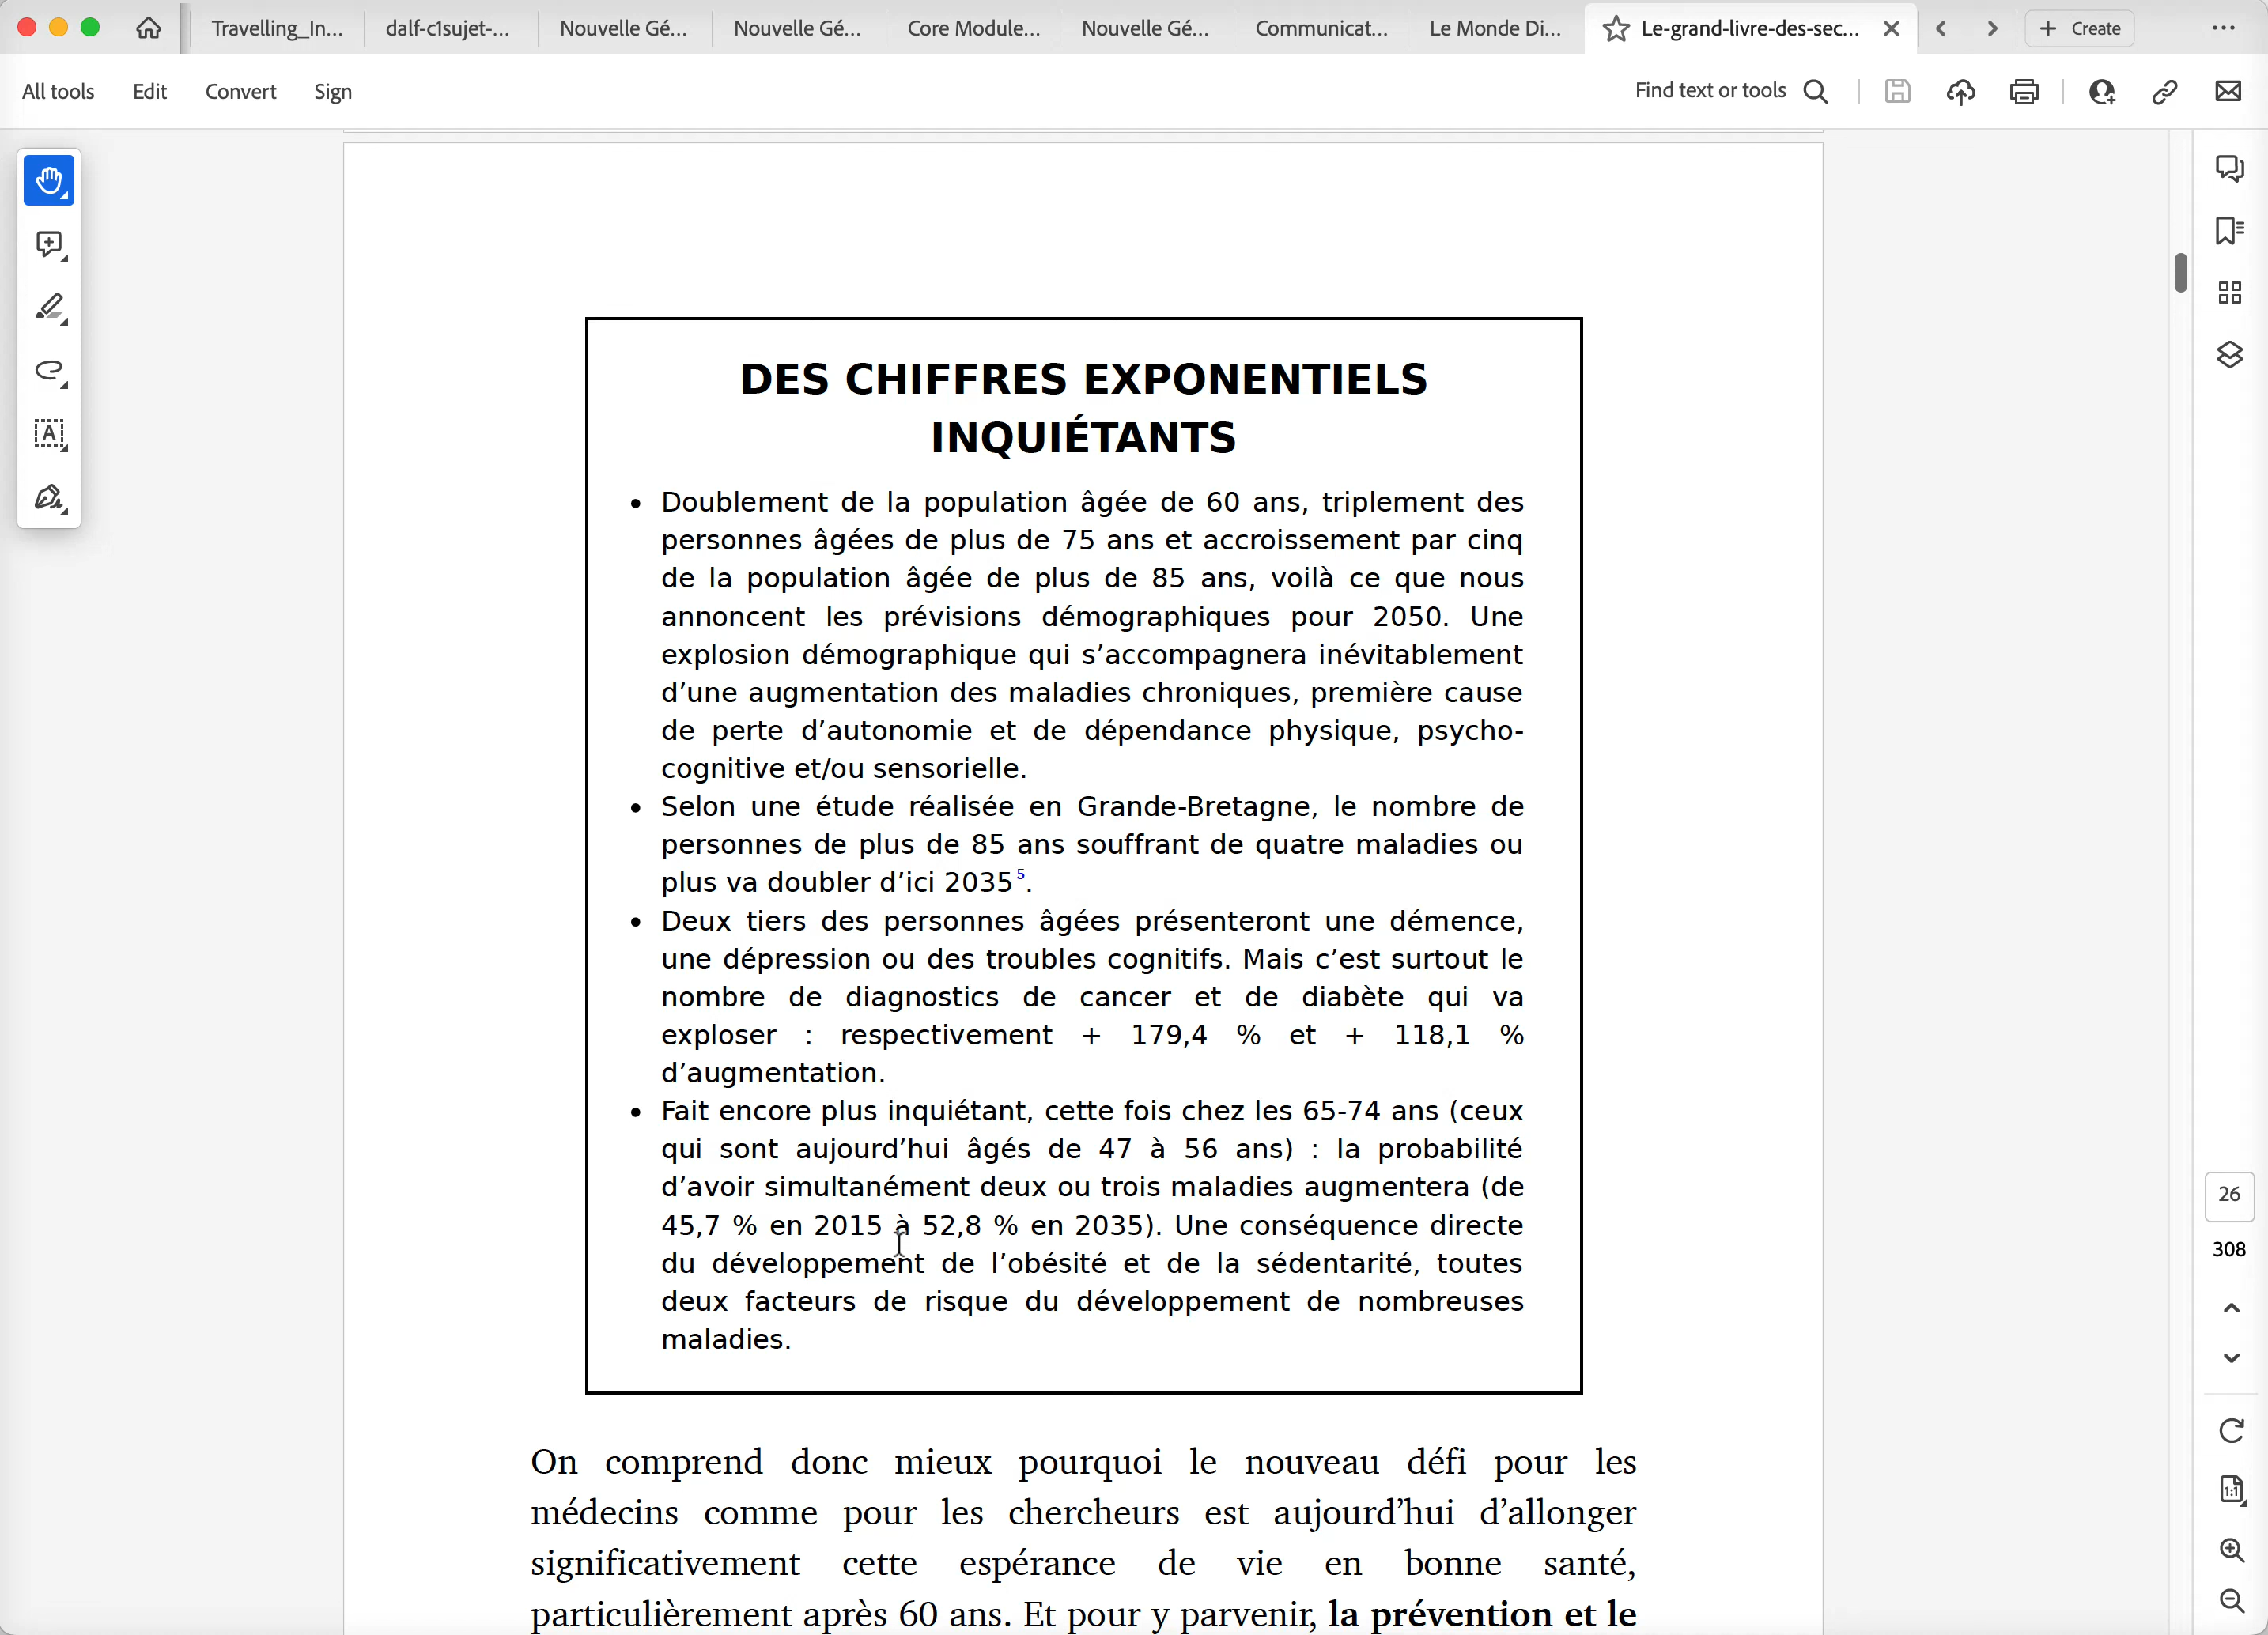 Travelling_In...
dalf-c1sujet-...
Nouvelle Gé...
Nouvelle Gé...
Core Module...
Nouvelle Gé...
Communicat...
Le Monde Di...
Le-grand-livre-des-sec...
Create
All tools
Edit
Convert
Sign
Find text or tools
DES CHIFFRES EXPONENTIELS
INQUIÉTANTS
• Doublement de la population âgée de 60 ans, triplement des
personnes âgées de plus de 75 ans et accroissement par cinq
de la population âgée de plus de 85 ans, voilà ce que nous
annoncent les prévisions démographiques pour 2050. Une
explosion démographique qui s’accompagnera inévitablement
d’une augmentation des maladies chroniques, première cause
de perte d’autonomie et de dépendance physique, psycho-
cognitive et/ou sensorielle.
• Selon une étude réalisée en Grande-Bretagne, le nombre de
personnes de plus de 85 ans souffrant de quatre maladies ou
plus va doubler d’ici 2035⁵.
• Deux tiers des personnes âgées présenteront une démence,
une dépression ou des troubles cognitifs. Mais c’est surtout le
nombre de diagnostics de cancer et de diabète qui va
exploser : respectivement + 179,4 % et + 118,1 %
d’augmentation.
• Fait encore plus inquiétant, cette fois chez les 65-74 ans (ceux
qui sont aujourd’hui âgés de 47 à 56 ans) : la probabilité
d’avoir simultanément deux ou trois maladies augmentera (de
45,7 % en 2015 à 52,8 % en 2035). Une conséquence directe
du développement de l’obésité et de la sédentarité, toutes
deux facteurs de risque du développement de nombreuses
maladies.
On comprend donc mieux pourquoi le nouveau défi pour les
médecins comme pour les chercheurs est aujourd’hui d’allonger
significativement cette espérance de vie en bonne santé,
particulièrement après 60 ans. Et pour y parvenir, la prévention et le
26
308
1:1